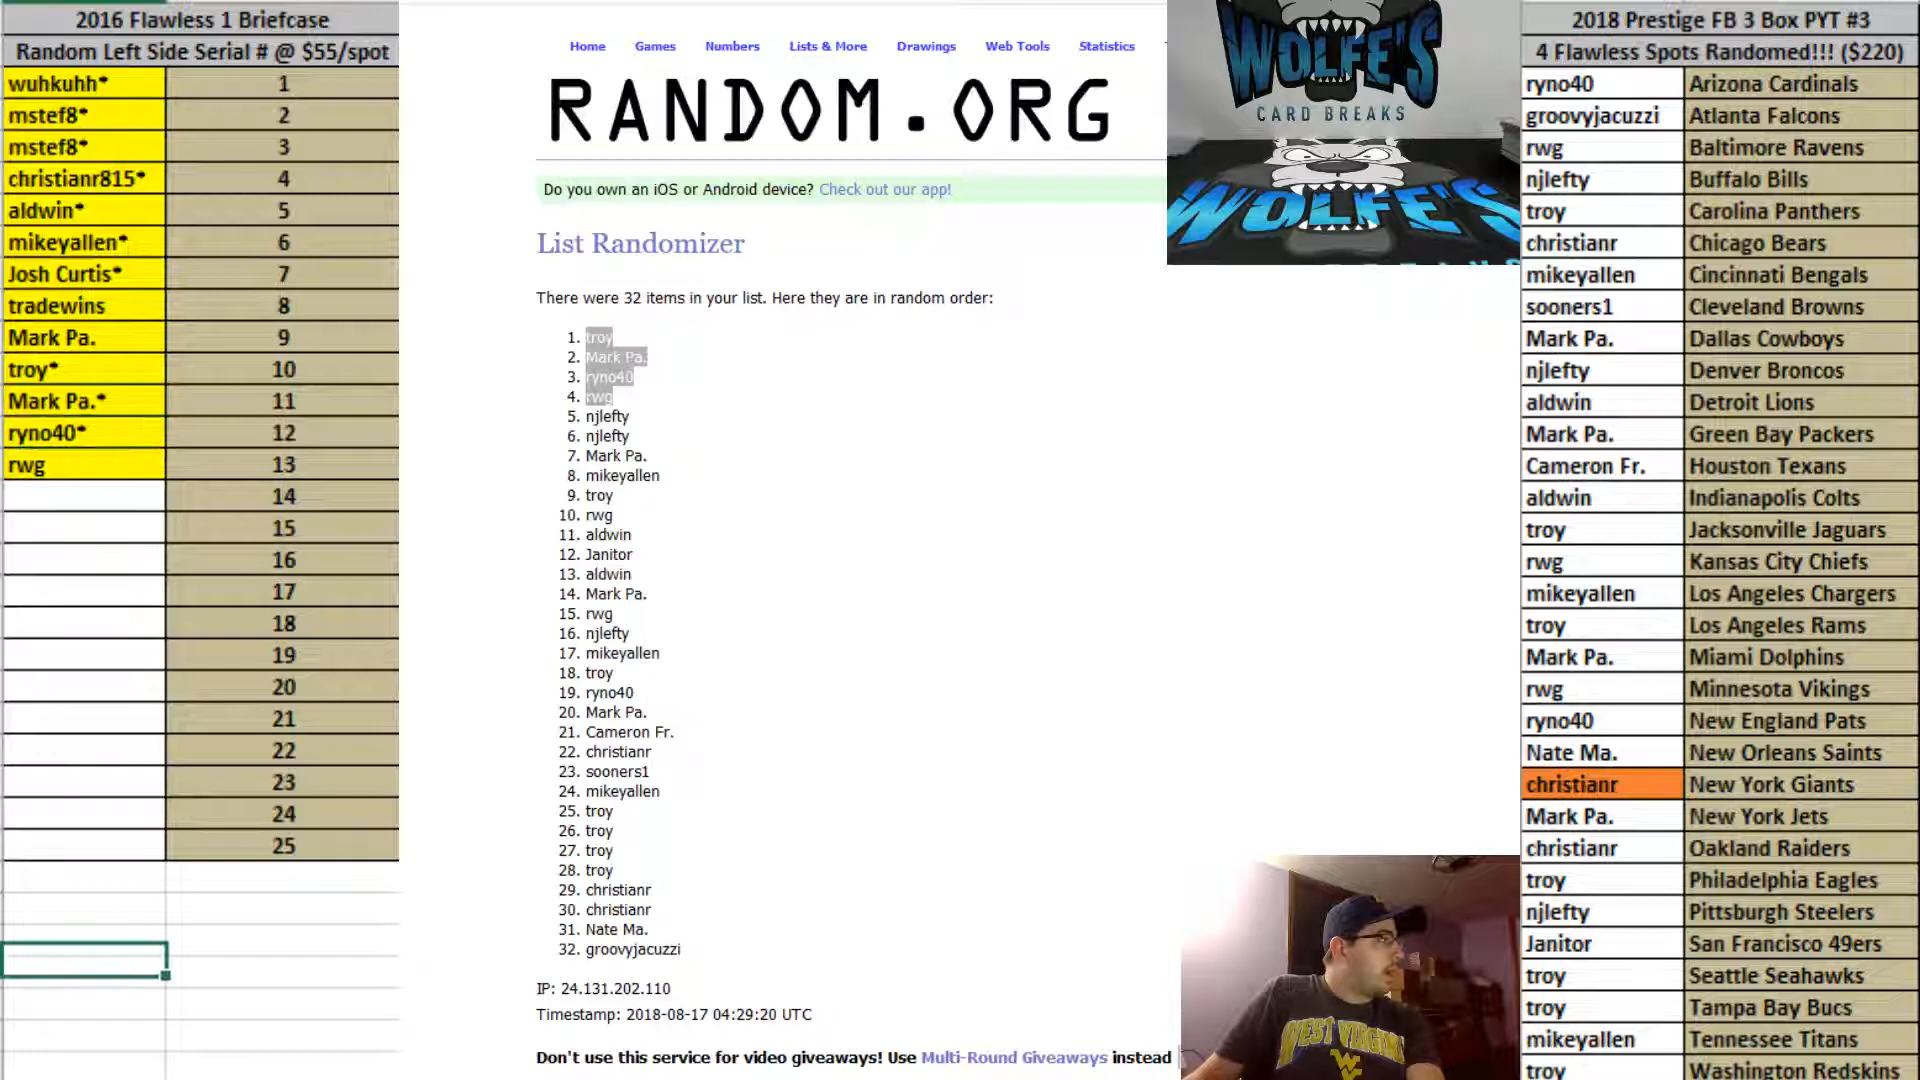 2016 Flawless 1 Briefcase
Random Left Side Serial # @ $55/spot
wuhkuhh* 1
mstef8* 2
mstef8* 3
christianr815* 4
aldwin* 5
mikeyallen* 6
Josh Curtis* 7
tradewins 8
Mark Pa. 9
troy* 10
Mark Pa.* 11
ryno40* 12
rwg 13
14
15
16
17
18
19
20
21
22
23
24
25
Home Games Numbers Lists & More Drawings Web Tools Statistics
RANDOM.ORG
Do you own an iOS or Android device? Check out our app!
List Randomizer
There were 32 items in your list. Here they are in random order:
1. troy
2. Mark Pa.
3. ryno40
4. rwg
5. njlefty
6. njlefty
7. Mark Pa.
8. mikeyallen
9. troy
10. rwg
11. aldwin
12. Janitor
13. aldwin
14. Mark Pa.
15. rwg
16. njlefty
17. mikeyallen
18. troy
19. ryno40
20. Mark Pa.
21. Cameron Fr.
22. christianr
23. sooners1
24. mikeyallen
25. troy
26. troy
27. troy
28. troy
29. christianr
30. christianr
31. Nate Ma.
32. groovyjacuzzi
IP: 24.131.202.110
Timestamp: 2018-08-17 04:29:20 UTC
Don't use this service for video giveaways! Use Multi-Round Giveaways instead
WOLFE'S
CARD BREAKS
WOLFE'S
WEST VIRGINIA
WV
2018 Prestige FB 3 Box PYT #3
4 Flawless Spots Randomed!!! ($220)
ryno40 Arizona Cardinals
groovyjacuzzi Atlanta Falcons
rwg Baltimore Ravens
njlefty Buffalo Bills
troy Carolina Panthers
christianr Chicago Bears
mikeyallen Cincinnati Bengals
sooners1 Cleveland Browns
Mark Pa. Dallas Cowboys
njlefty Denver Broncos
aldwin Detroit Lions
Mark Pa. Green Bay Packers
Cameron Fr. Houston Texans
aldwin Indianapolis Colts
troy Jacksonville Jaguars
rwg Kansas City Chiefs
mikeyallen Los Angeles Chargers
troy Los Angeles Rams
Mark Pa. Miami Dolphins
rwg Minnesota Vikings
ryno40 New England Pats
Nate Ma. New Orleans Saints
christianr New York Giants
Mark Pa. New York Jets
christianr Oakland Raiders
troy Philadelphia Eagles
njlefty Pittsburgh Steelers
Janitor San Francisco 49ers
troy Seattle Seahawks
troy Tampa Bay Bucs
mikeyallen Tennessee Titans
troy Washington Redskins